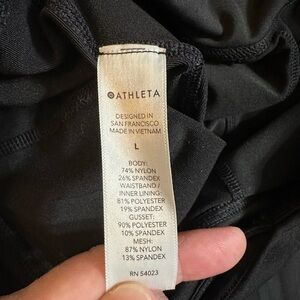 ATHLETA
DESIGNED IN
SAN FRANCISCO
MADE IN VIETNAM
L
BODY:
74% NYLON
26% SPANDEX
WAISTBAND/
INNER LINING:
81% POLYESTER
19% SPANDEX
GUSSET:
90% POLYESTER
10% SPANDEX
MESH:
87% NYLON
13% SPANDEX
RN 54023